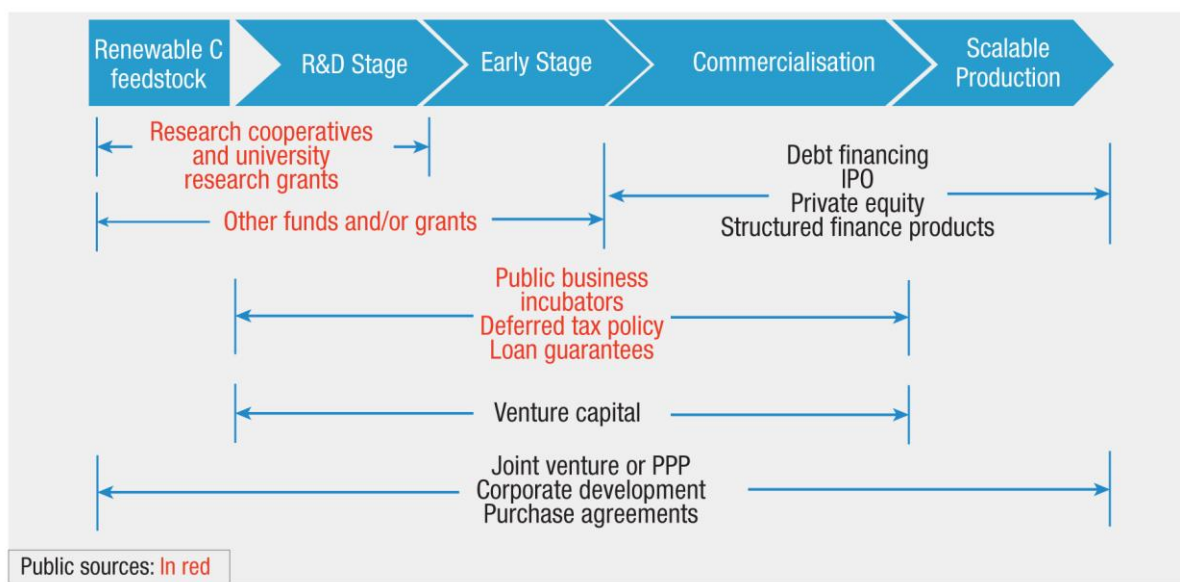 Renewable C
feedstock
R&D Stage
Early Stage
Commercialisation
Scalable
Production
Research cooperatives
and university
research grants
Other funds and/or grants
Debt financing
IPO
Private equity
Structured finance products
Public business
incubators
Deferred tax policy
Loan guarantees
Venture capital
Joint venture or PPP
Corporate development
Purchase agreements
Public sources: In red